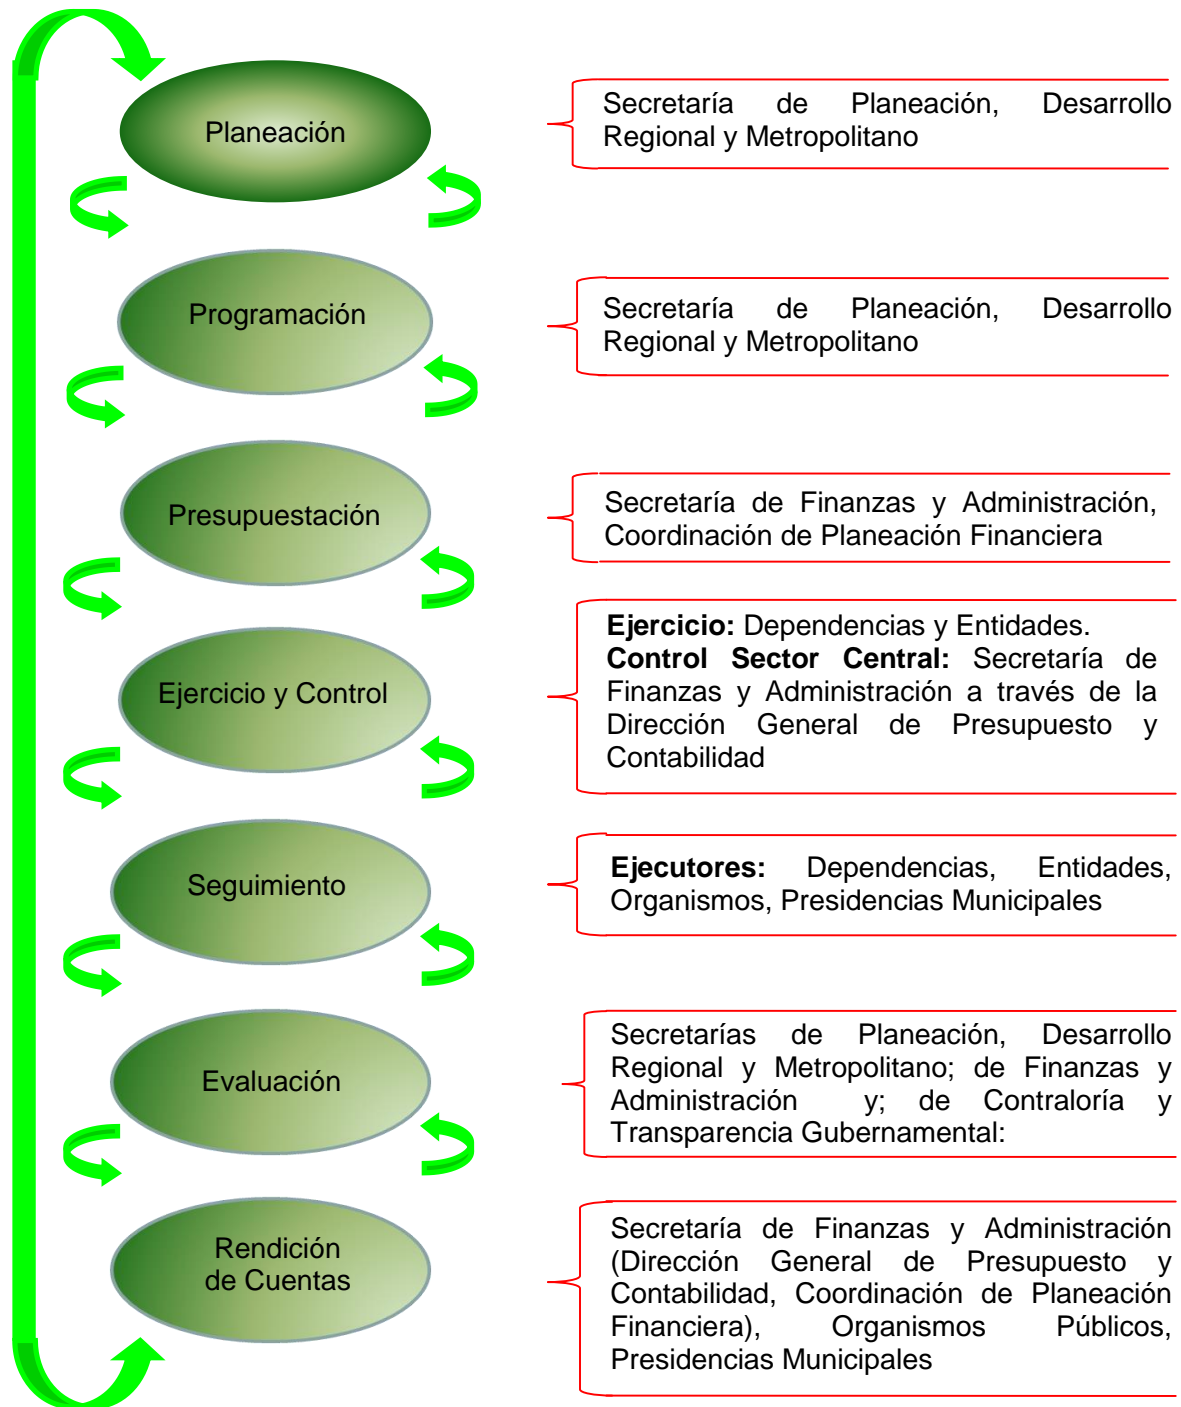 Planeación
Secretaría de Planeación, Desarrollo
Regional y Metropolitano
Programación
Secretaría de Planeación, Desarrollo
Regional y Metropolitano
Presupuestación
Secretaría de Finanzas y Administración,
Coordinación de Planeación Financiera
Ejercicio y Control
Ejercicio: Dependencias y Entidades.
Control Sector Central: Secretaría de
Finanzas y Administración a través de la
Dirección General de Presupuesto y
Contabilidad
Seguimiento
Ejecutores: Dependencias, Entidades,
Organismos, Presidencias Municipales
Evaluación
Secretarías de Planeación, Desarrollo
Regional y Metropolitano; de Finanzas y
Administración y; de Contraloría y
Transparencia Gubernamental:
Rendición
de Cuentas
Secretaría de Finanzas y Administración
(Dirección General de Presupuesto y
Contabilidad, Coordinación de Planeación
Financiera), Organismos Públicos,
Presidencias Municipales